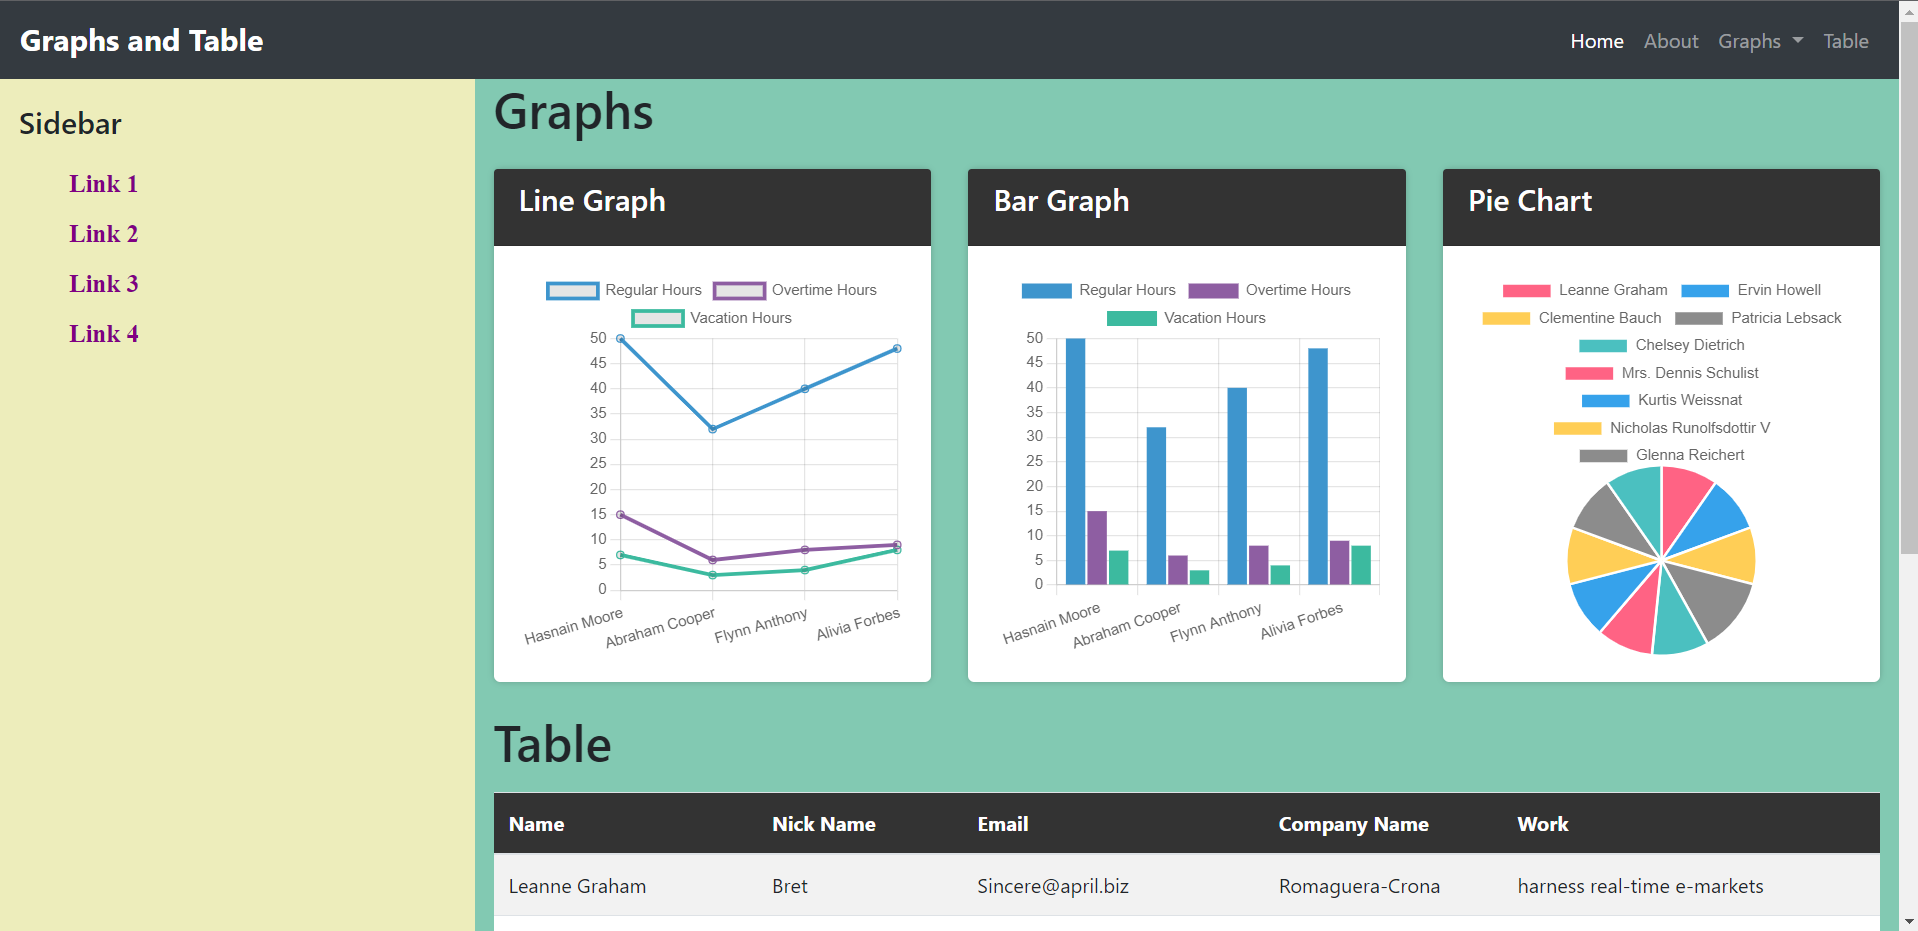 Graphs and Table
Home About Graphs Table
Sidebar
Link 1
Link 2
Link 3
Link 4
Graphs
Line Graph
Regular Hours Overtime Hours
Vacation Hours
50
45
40
35
30
25
20
15
10
5
0
Hasnain Moore Abraham Cooper Flynn Anthony Alivia Forbes
Bar Graph
Regular Hours Overtime Hours
Vacation Hours
50
45
40
35
30
25
20
15
10
5
0
Hasnain Moore Abraham Cooper Flynn Anthony Alivia Forbes
Pie Chart
Leanne Graham Ervin Howell
Clementine Bauch Patricia Lebsack
Chelsey Dietrich
Mrs. Dennis Schulist
Kurtis Weissnat
Nicholas Runolfsdottir V
Glenna Reichert
Table
Name Nick Name Email Company Name Work
Leanne Graham Bret Sincere@april.biz Romaguera-Crona harness real-time e-markets